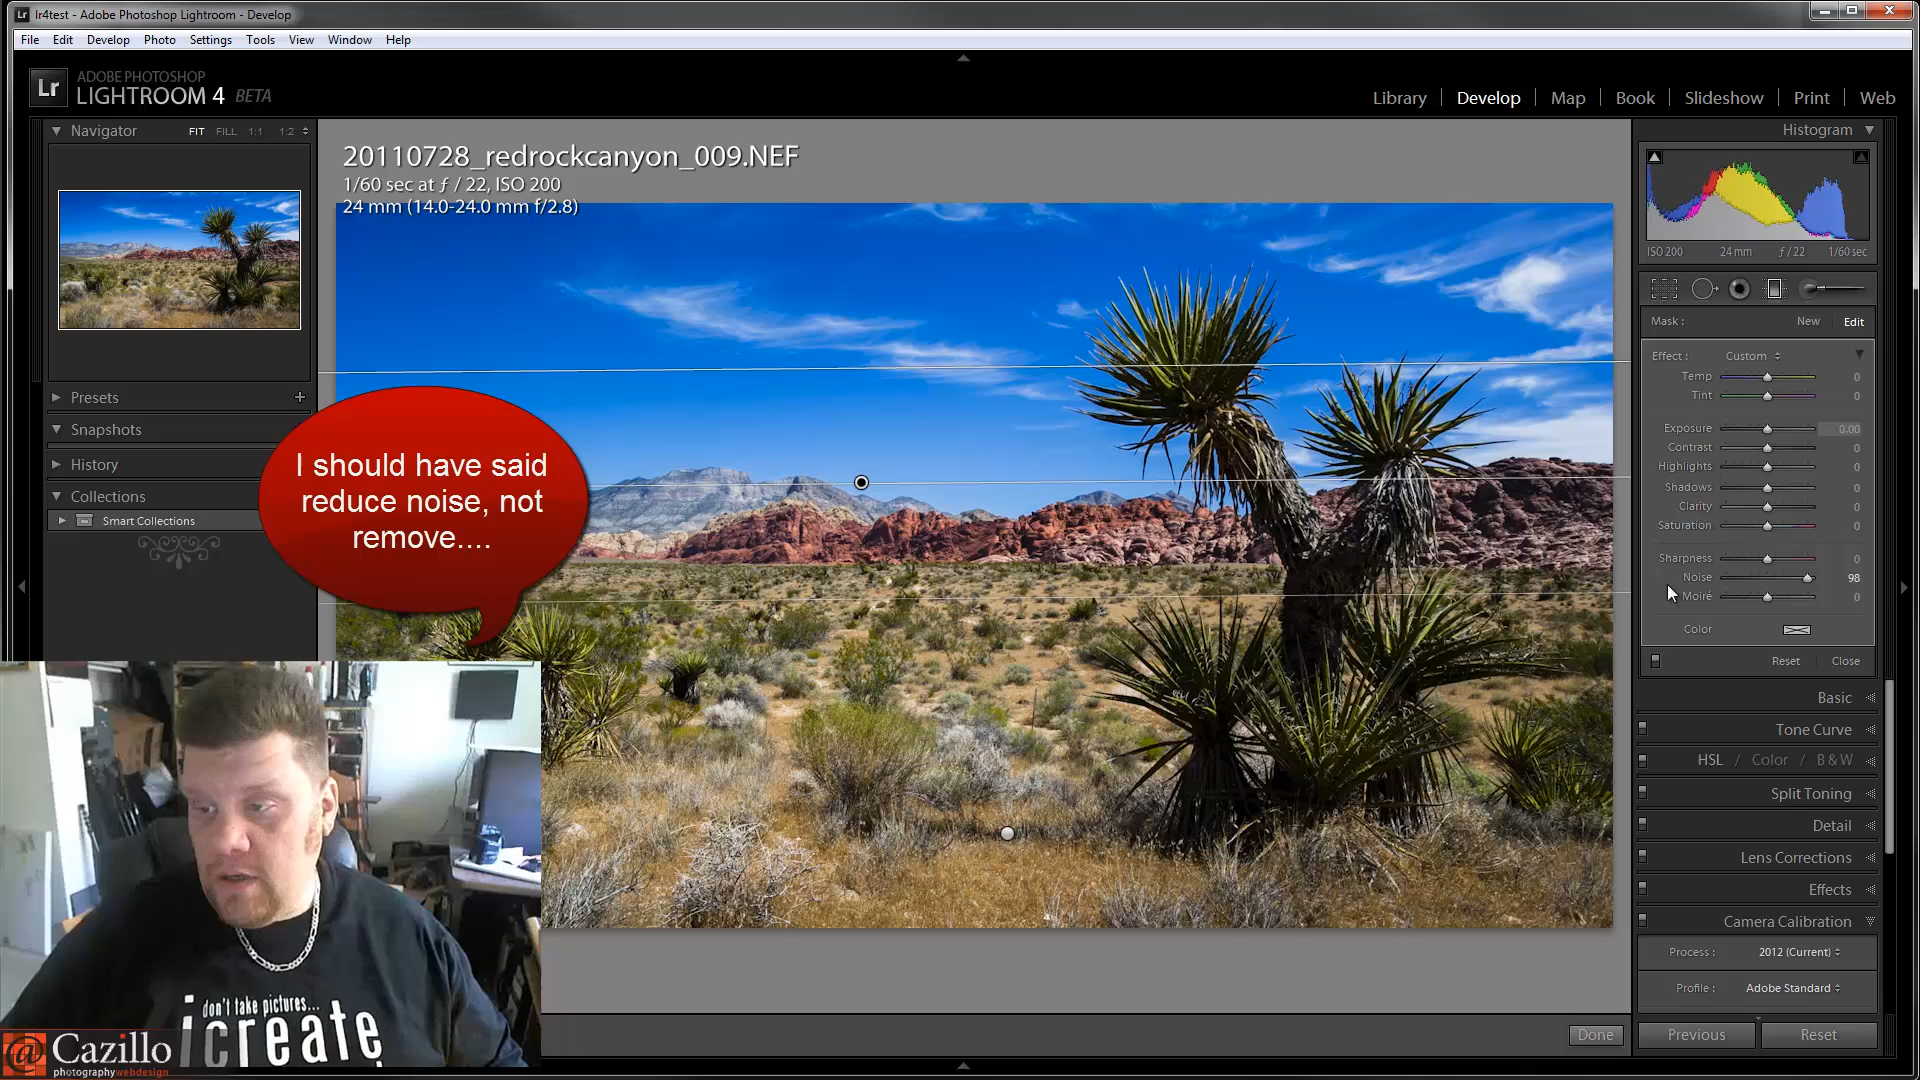 lr4test - Adobe Photoshop Lightroom - Develop
File Edit Develop Photo Settings Tools View Window Help
Lr
ADOBE PHOTOSHOP
LIGHTROOM 4 BETA
Library Develop Map Book Slideshow Print Web
Navigator FIT FILL 1:1 1:2
Presets
Snapshots
History
Collections
Smart Collections
20110728_redrockcanyon_009.NEF
1/60 sec at ƒ / 22, ISO 200
24 mm (14.0-24.0 mm f/2.8)
I should have said
reduce noise, not
remove....
don't take pictures...
icreate
@ Cazillo
photographywebdesign
Done
Histogram
ISO 200 24 mm ƒ / 22 1/60 sec
Mask : New Edit
Effect : Custom
Temp 0
Tint 0
Exposure 0.00
Contrast 0
Highlights 0
Shadows 0
Clarity 0
Saturation 0
Sharpness 0
Noise 98
Moiré 0
Color
Reset Close
Basic
Tone Curve
HSL / Color / B & W
Split Toning
Detail
Lens Corrections
Effects
Camera Calibration
Process : 2012 (Current)
Profile : Adobe Standard
Previous Reset